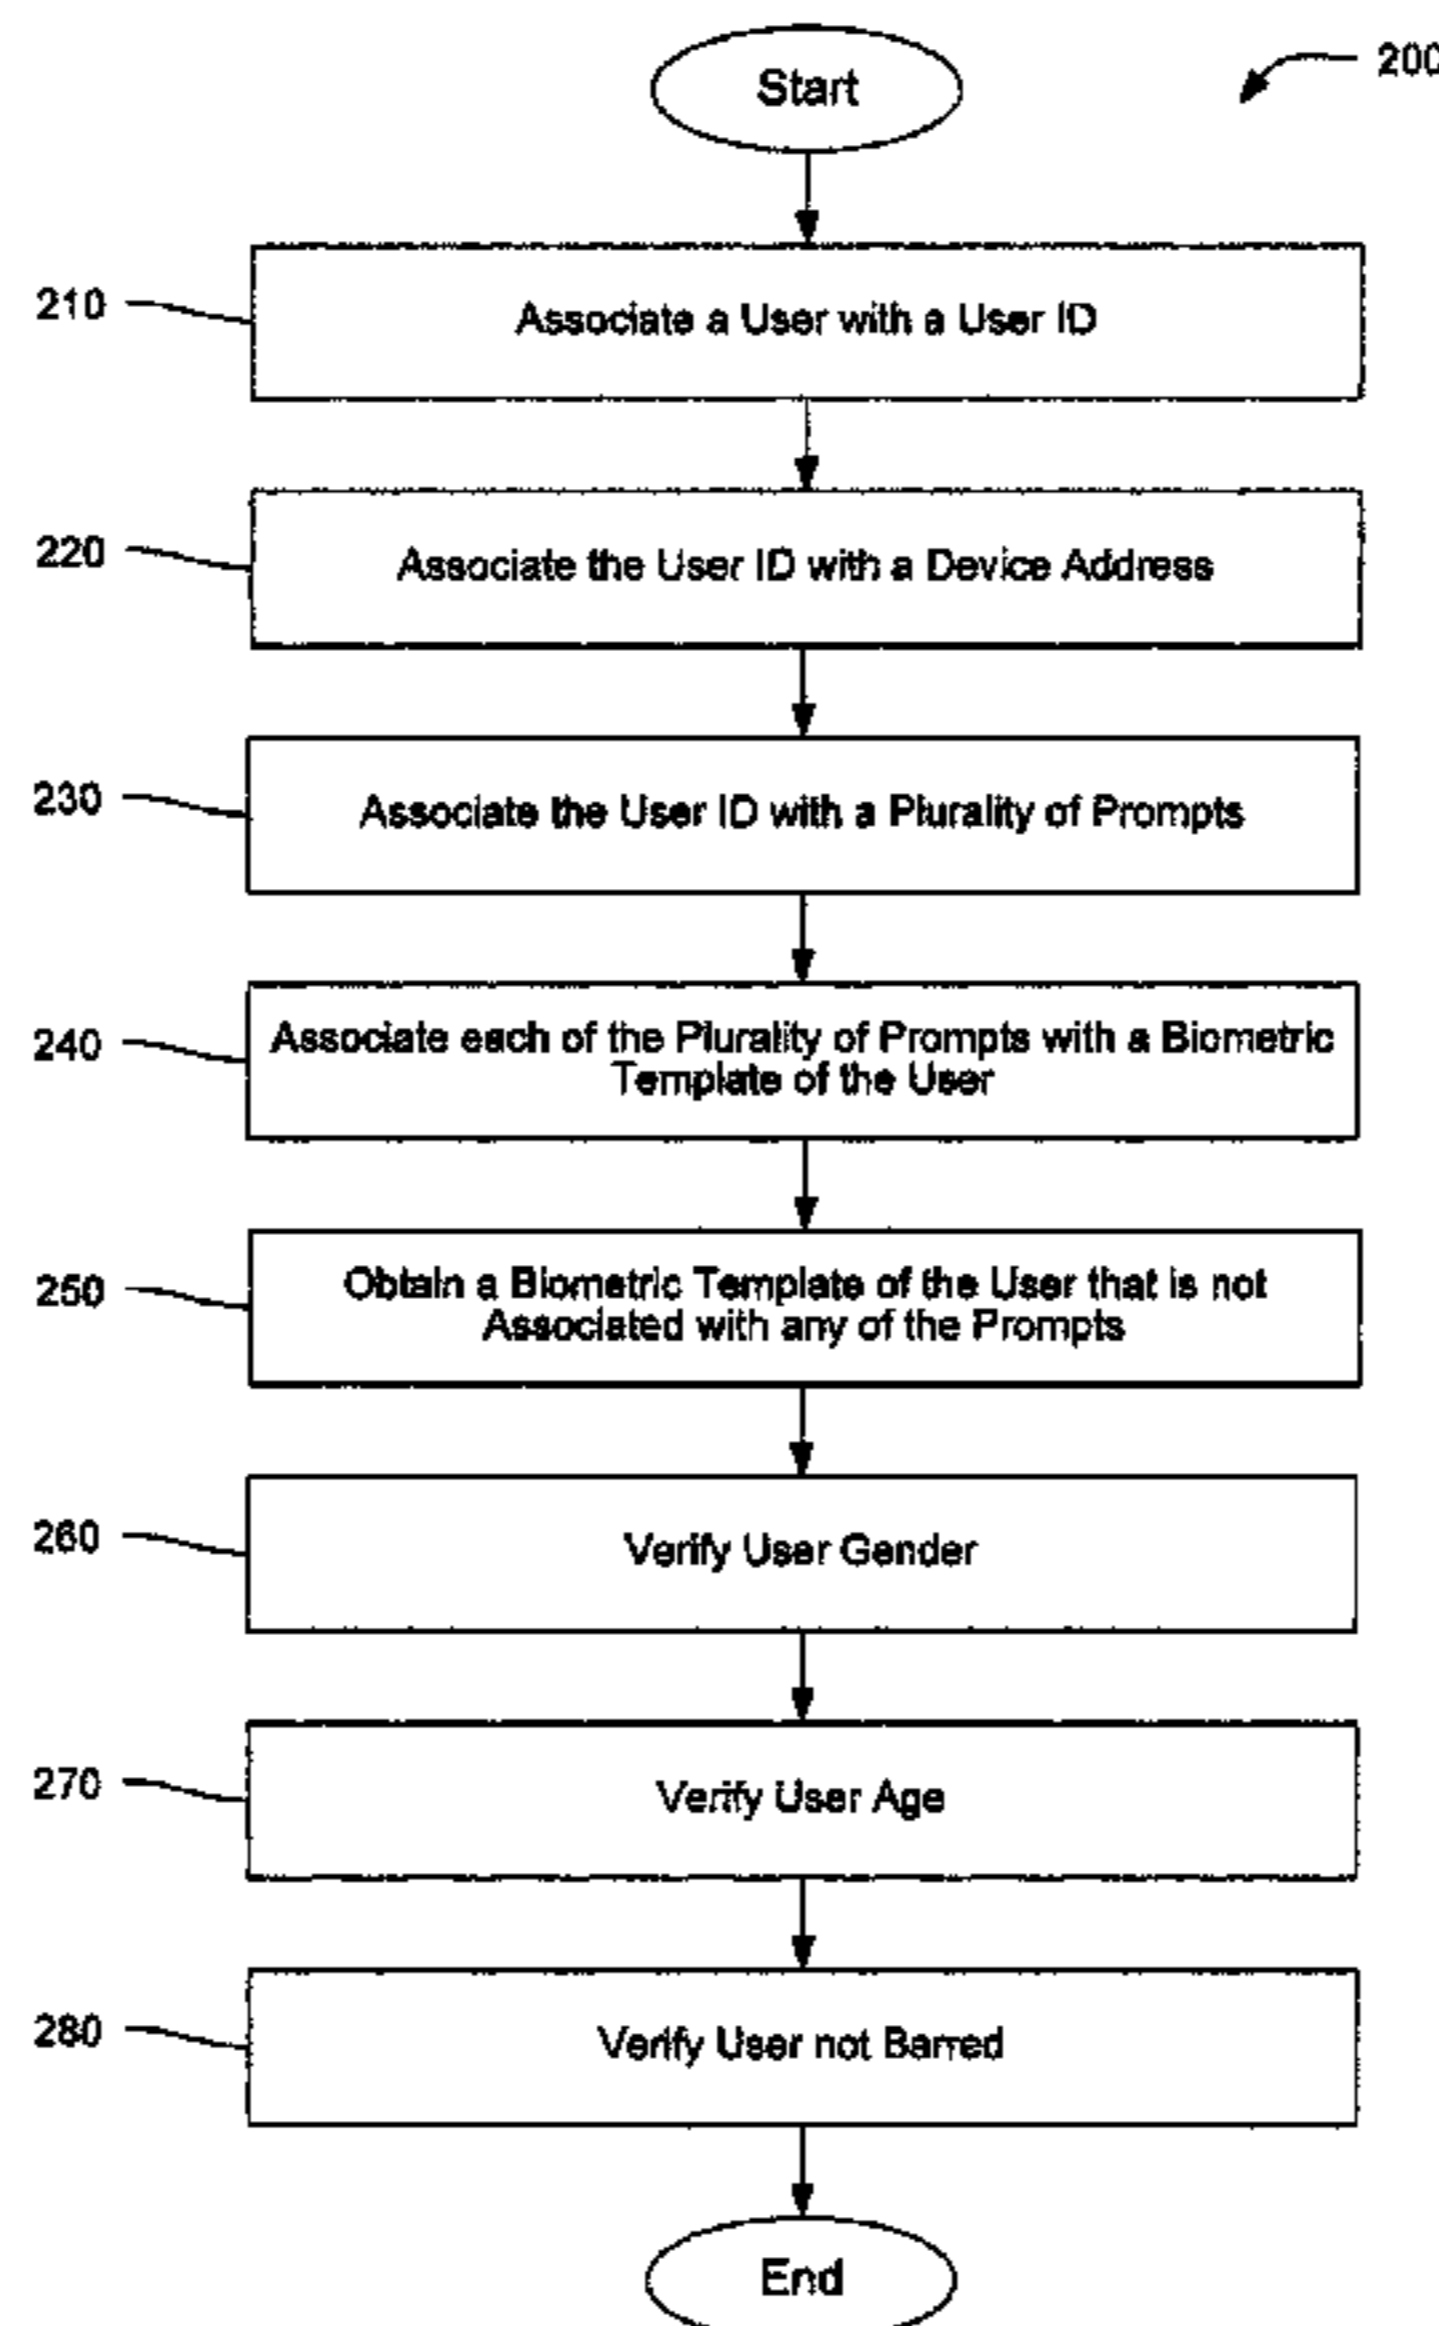 Start
200
210
Associate a User with a User ID
220
Associate the User ID with a Device Address
230
Associate the User ID with a Plurality of Prompts
240
Associate each of the Plurality of Prompts with a Biometric
Template of the User
250
Obtain a Biometric Template of the User that is not
Associated with any of the Prompts
260
Verify User Gender
270
Verify User Age
280
Verify User not Barred
End